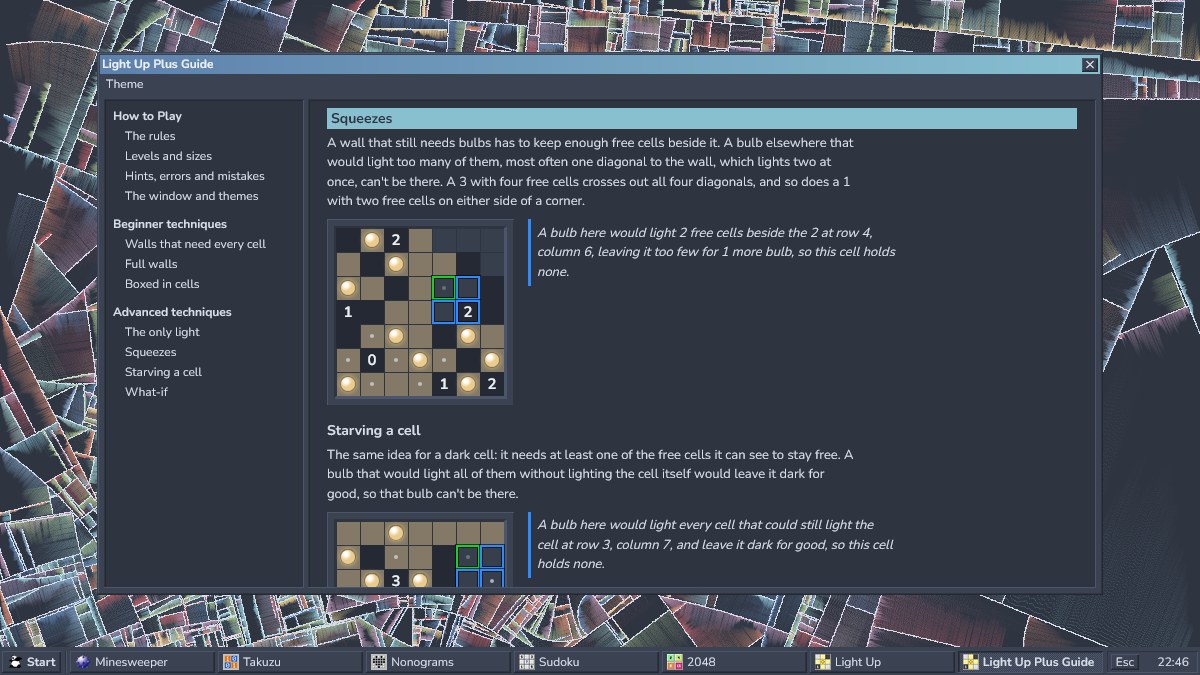 Light Up Plus Guide
Theme
How to Play
The rules
Levels and sizes
Hints, errors and mistakes
The window and themes
Beginner techniques
Walls that need every cell
Full walls
Boxed in cells
Advanced techniques
The only light
Squeezes
Starving a cell
What-if
Squeezes
A wall that still needs bulbs has to keep enough free cells beside it. A bulb elsewhere that
would light too many of them, most often one diagonal to the wall, which lights two at
once, can't be there. A 3 with four free cells crosses out all four diagonals, and so does a 1
with two free cells on either side of a corner.
2
1 2
0
1 2
A bulb here would light 2 free cells beside the 2 at row 4,
column 6, leaving it too few for 1 more bulb, so this cell holds
none.
Starving a cell
The same idea for a dark cell: it needs at least one of the free cells it can see to stay free. A
bulb that would light all of them without lighting the cell itself would leave it dark for
good, so that bulb can't be there.
3
A bulb here would light every cell that could still light the
cell at row 3, column 7, and leave it dark for good, so this cell
holds none.
Start Minesweeper Takuzu Nonograms Sudoku 2048 Light Up Light Up Plus Guide Esc 22:46